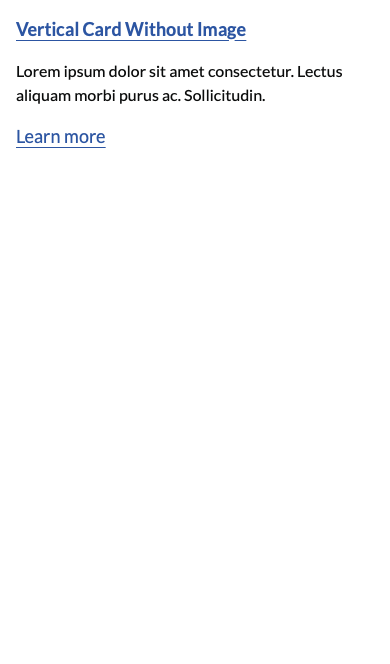 Vertical Card Without Image
Lorem ipsum dolor sit amet consectetur. Lectus
aliquam morbi purus ac. Sollicitudin.
Learn more